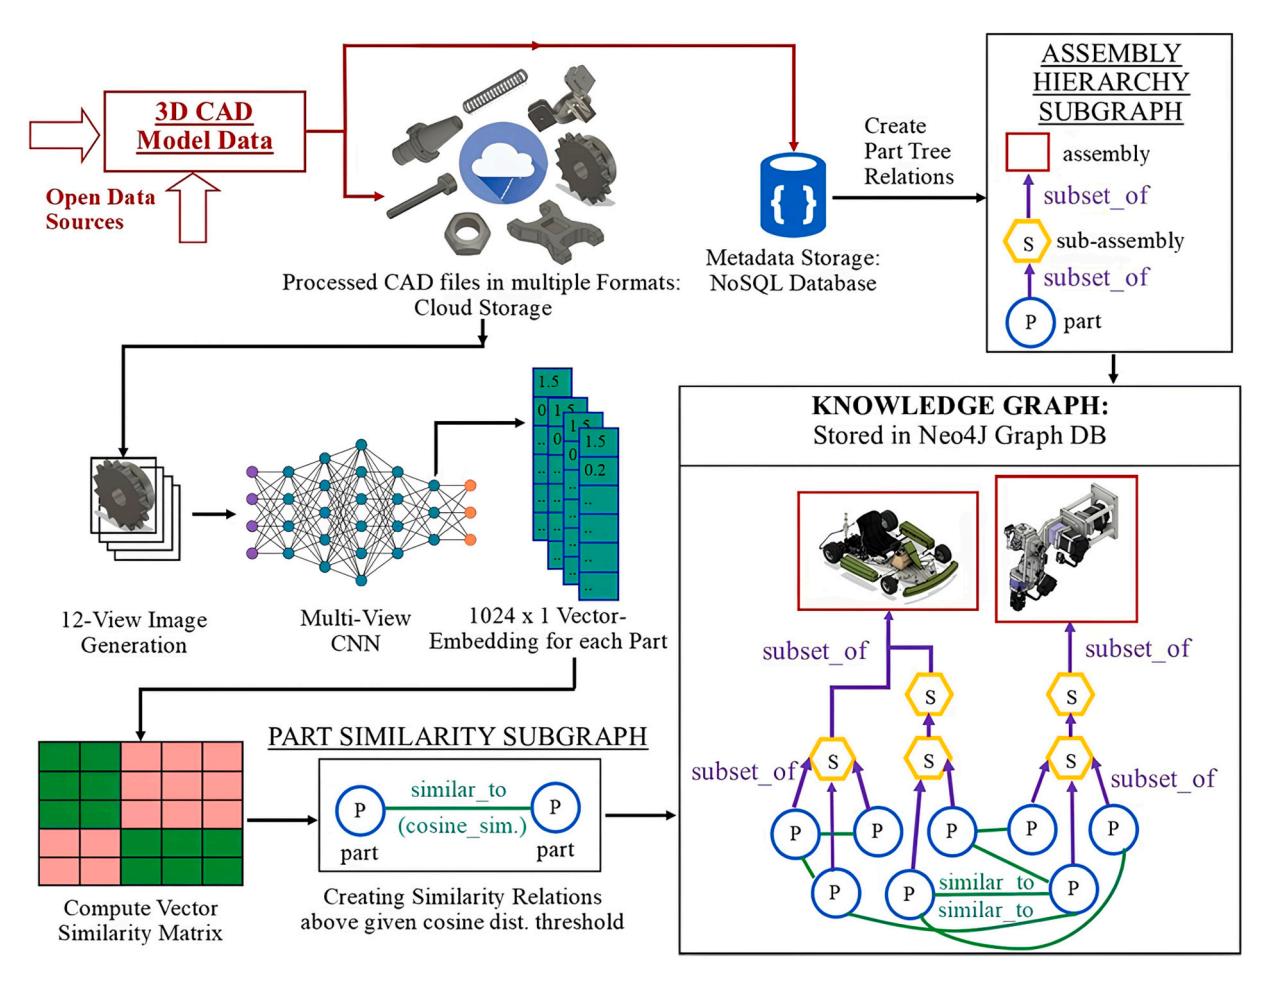 3D CAD
Model Data
Open Data
Sources
Processed CAD files in multiple Formats:
Cloud Storage
{ }
Metadata Storage:
NoSQL Database
Create
Part Tree
Relations
ASSEMBLY
HIERARCHY
SUBGRAPH
assembly
subset_of
S
sub-assembly
subset_of
P
part
12-View Image
Generation
Multi-View
CNN
1.5
0
1.5
..
0
1.5
0
1.5
0.2
..
..
..
..
..
..
..
..
1024 x 1 Vector-
Embedding for each Part
Compute Vector
Similarity Matrix
PART SIMILARITY SUBGRAPH
P
similar_to
(cosine_sim.)
P
part
part
Creating Similarity Relations
above given cosine dist. threshold
KNOWLEDGE GRAPH:
Stored in Neo4J Graph DB
subset_of
subset_of
S
S
subset_of
S
S
S
subset_of
P
P
P
P
P
P
P
similar_to
P
similar_to